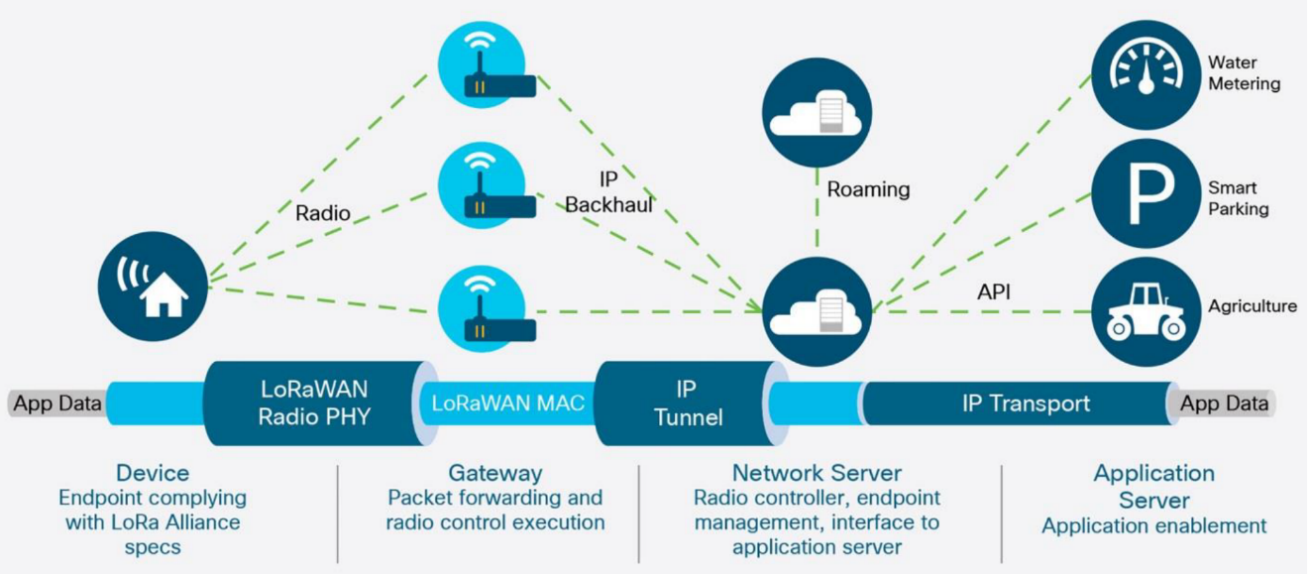 Water
Metering
IP
Backhaul
Roaming
Radio
Smart
Parking
P
API
Agriculture
App Data
LoRaWAN
Radio PHY
LoRaWAN MAC
IP
Tunnel
IP Transport
App Data
Device
Endpoint complying
with LoRa Alliance
specs
Gateway
Packet forwarding and
radio control execution
Network Server
Radio controller, endpoint
management, interface to
application server
Application
Server
Application enablement